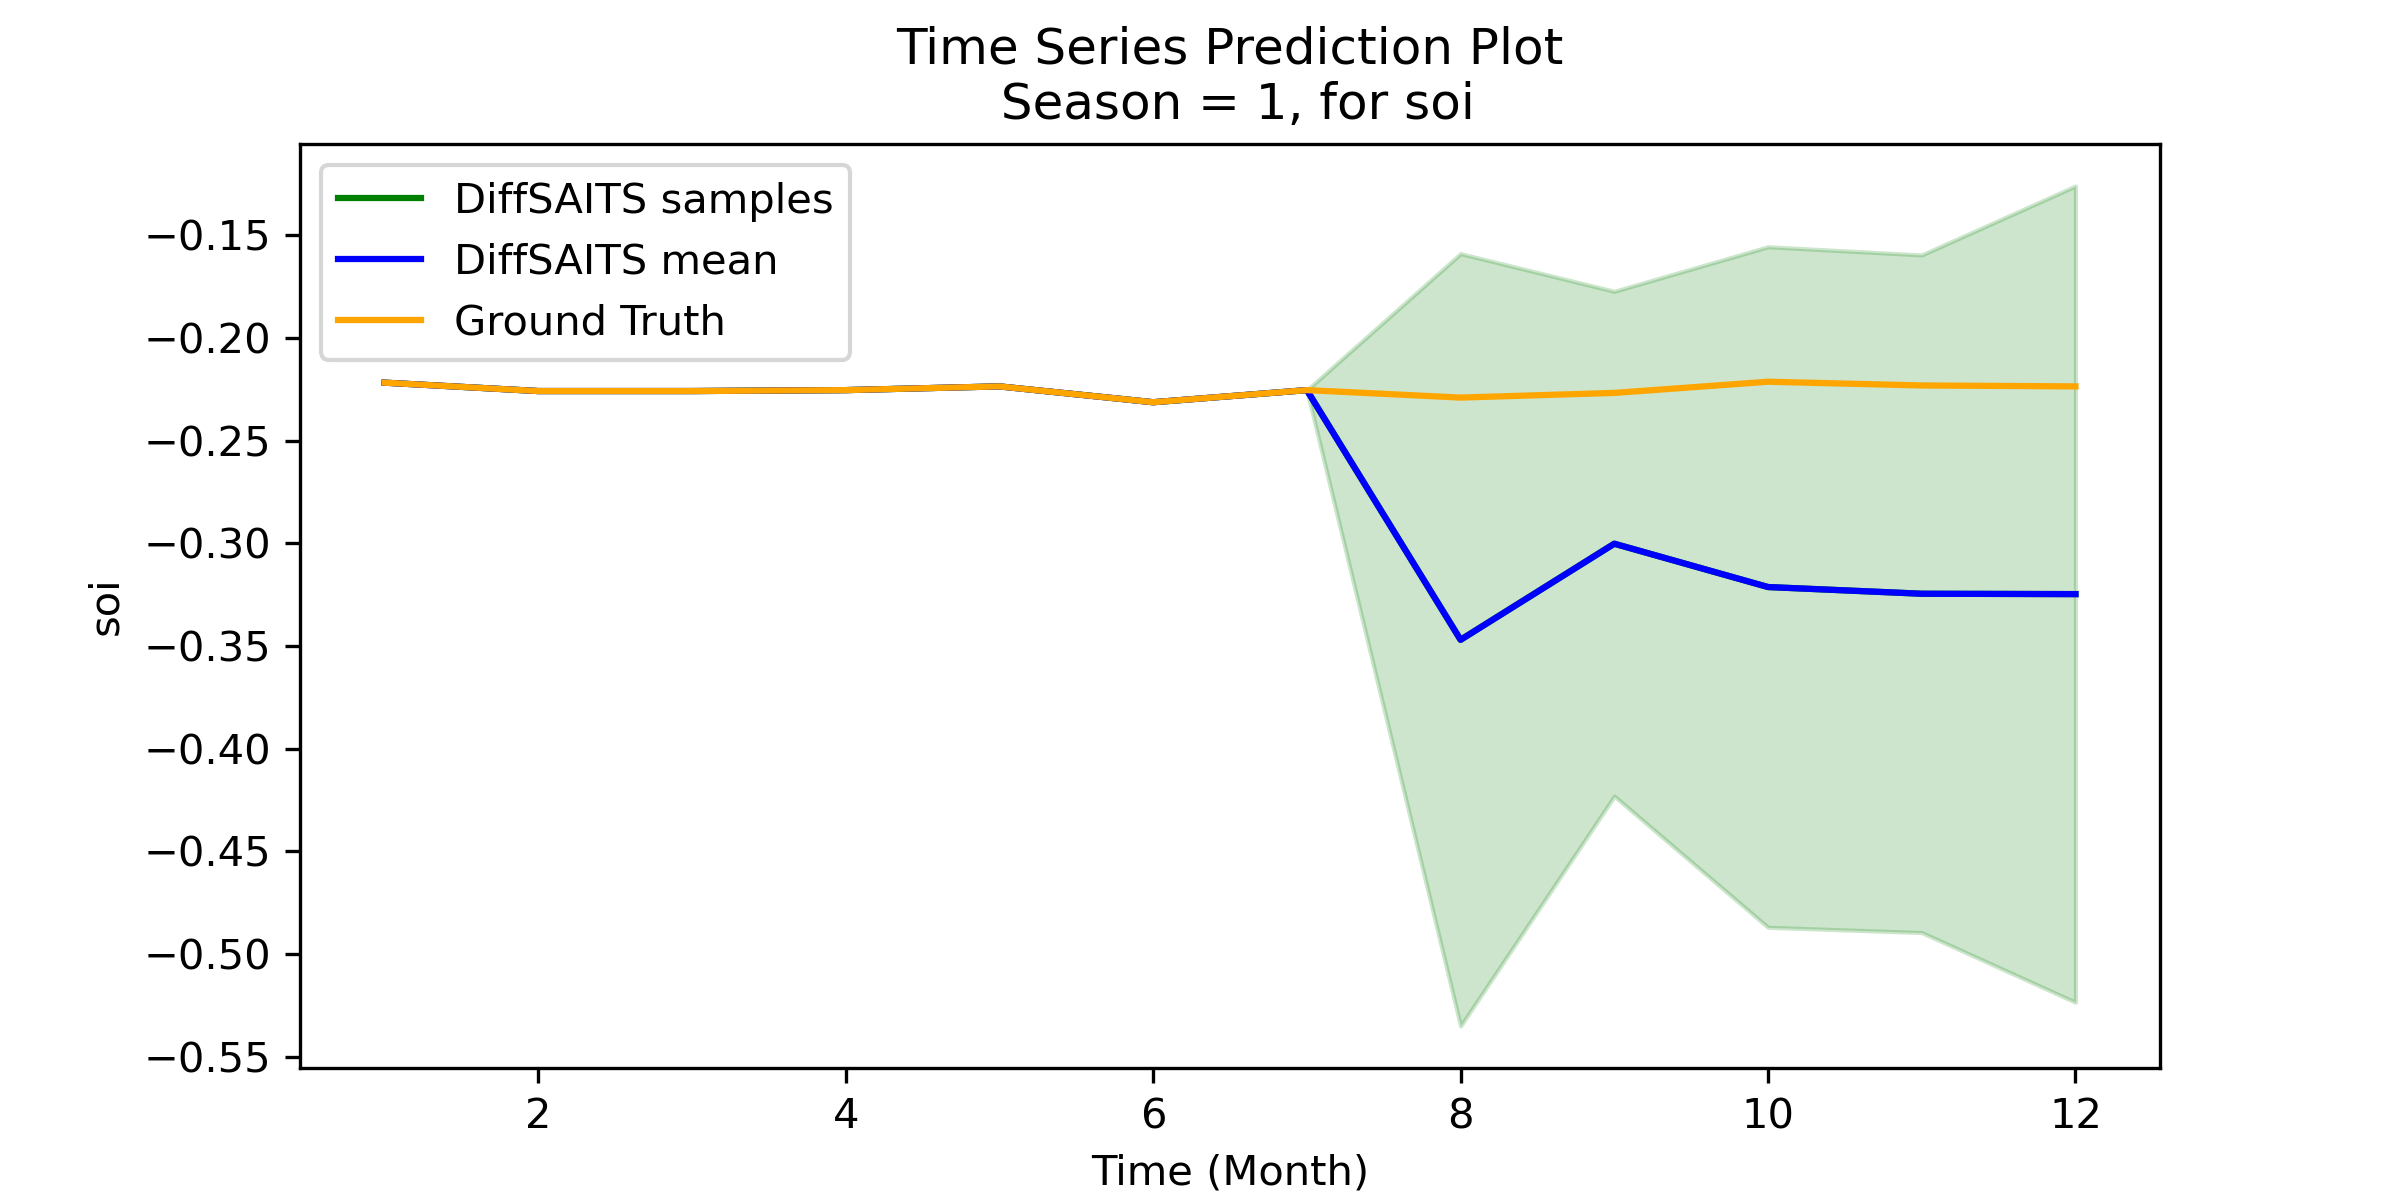 Time Series Prediction Plot
Season = 1, for soi
DiffSAITS samples
DiffSAITS mean
Ground Truth
−0.15
−0.20
−0.25
−0.30
−0.35
−0.40
−0.45
−0.50
−0.55
soi
2 4 6 8 10 12
Time (Month)